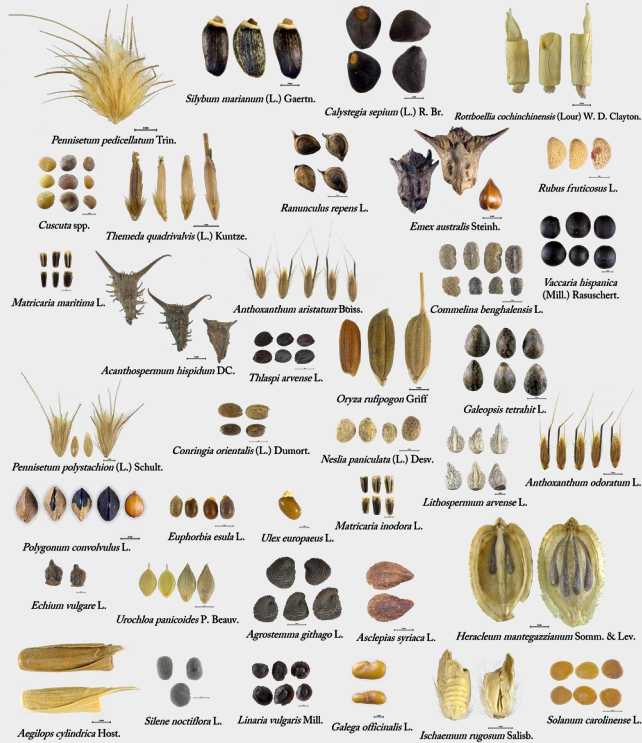 Silybum marianum (L.) Gaertn.
Calystegia sepium (L.) R. Br.
Rottboellia cochinchinensis (Lour) W. D. Clayton.
Pennisetum pedicellatum Trin.
Rubus fruticosus L.
Ranunculus repens L.
Cuscuta spp.
Themeda quadrivalvis (L.) Kuntze.
Emex australis Steinh.
Vaccaria hispanica
(Mill.) Rasuschert.
Matricaria maritima L.
Anthoxanthum aristatum Boiss.
Commelina benghalensis L.
Acanthospermum hispidum DC.
Thlaspi arvense L.
Oryza rufipogon Griff
Galeopsis tetrahit L.
Pennisetum polystachion (L.) Schult.
Conringia orientalis (L.) Dumort.
Neslia paniculata (L.) Desv.
Lithospermum arvense L.
Anthoxanthum odoratum L.
Polygonum convolvulus L.
Euphorbia esula L.
Ulex europaeus L.
Matricaria inodora L.
Echium vulgare L.
Urochloa panicoides P. Beauv.
Agrostemma githago L.
Asclepias syriaca L.
Heracleum mantegazzianum Somm. & Lev.
Aegilops cylindrica Host.
Silene noctiflora L.
Linaria vulgaris Mill.
Galega officinalis L.
Ischaemum rugosum Salisb.
Solanum carolinense L.